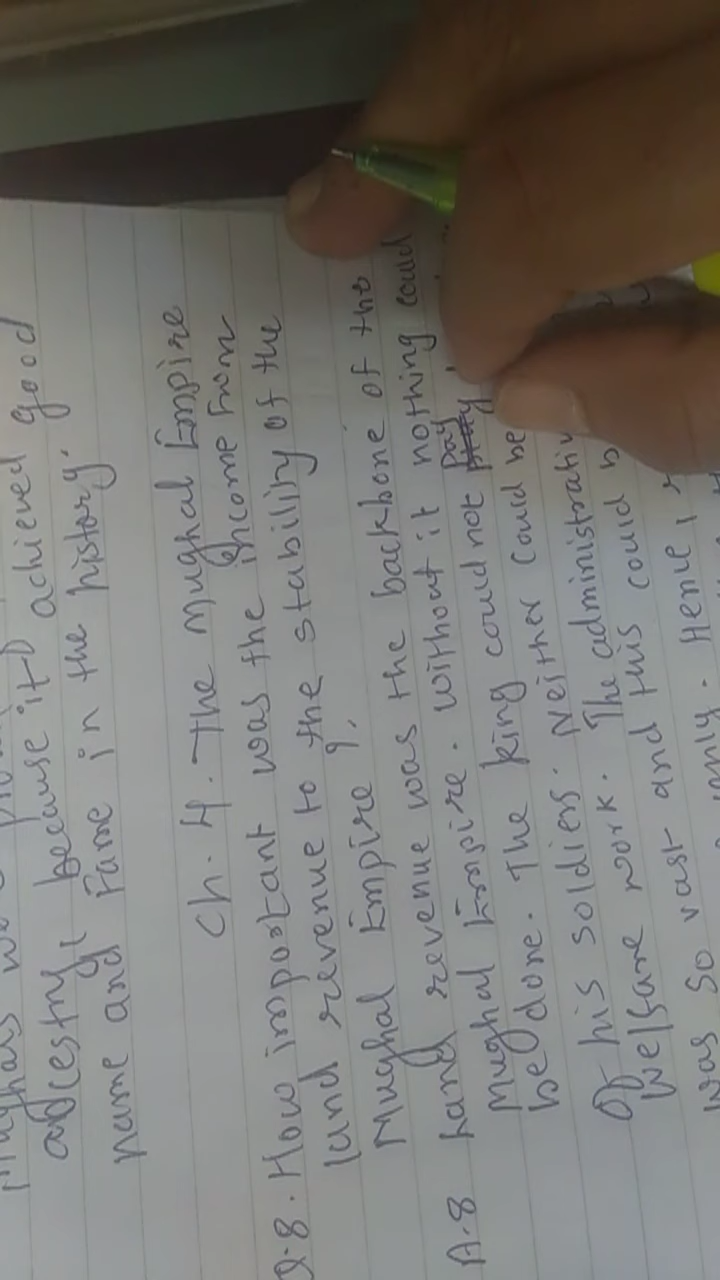 because it achieved good
name and Fame in the history.
Ch. 4. The Mughal Empire
Q.8. How important was the income from
land revenue to the stability of the
Mughal Empire ?
A.8 Land revenue was the backbone of the
Mughal Empire. without it nothing could
be done. The king could not pay
of his soldiers. Neither could be
welfare work. The
was so vast and this could
only. Hence,